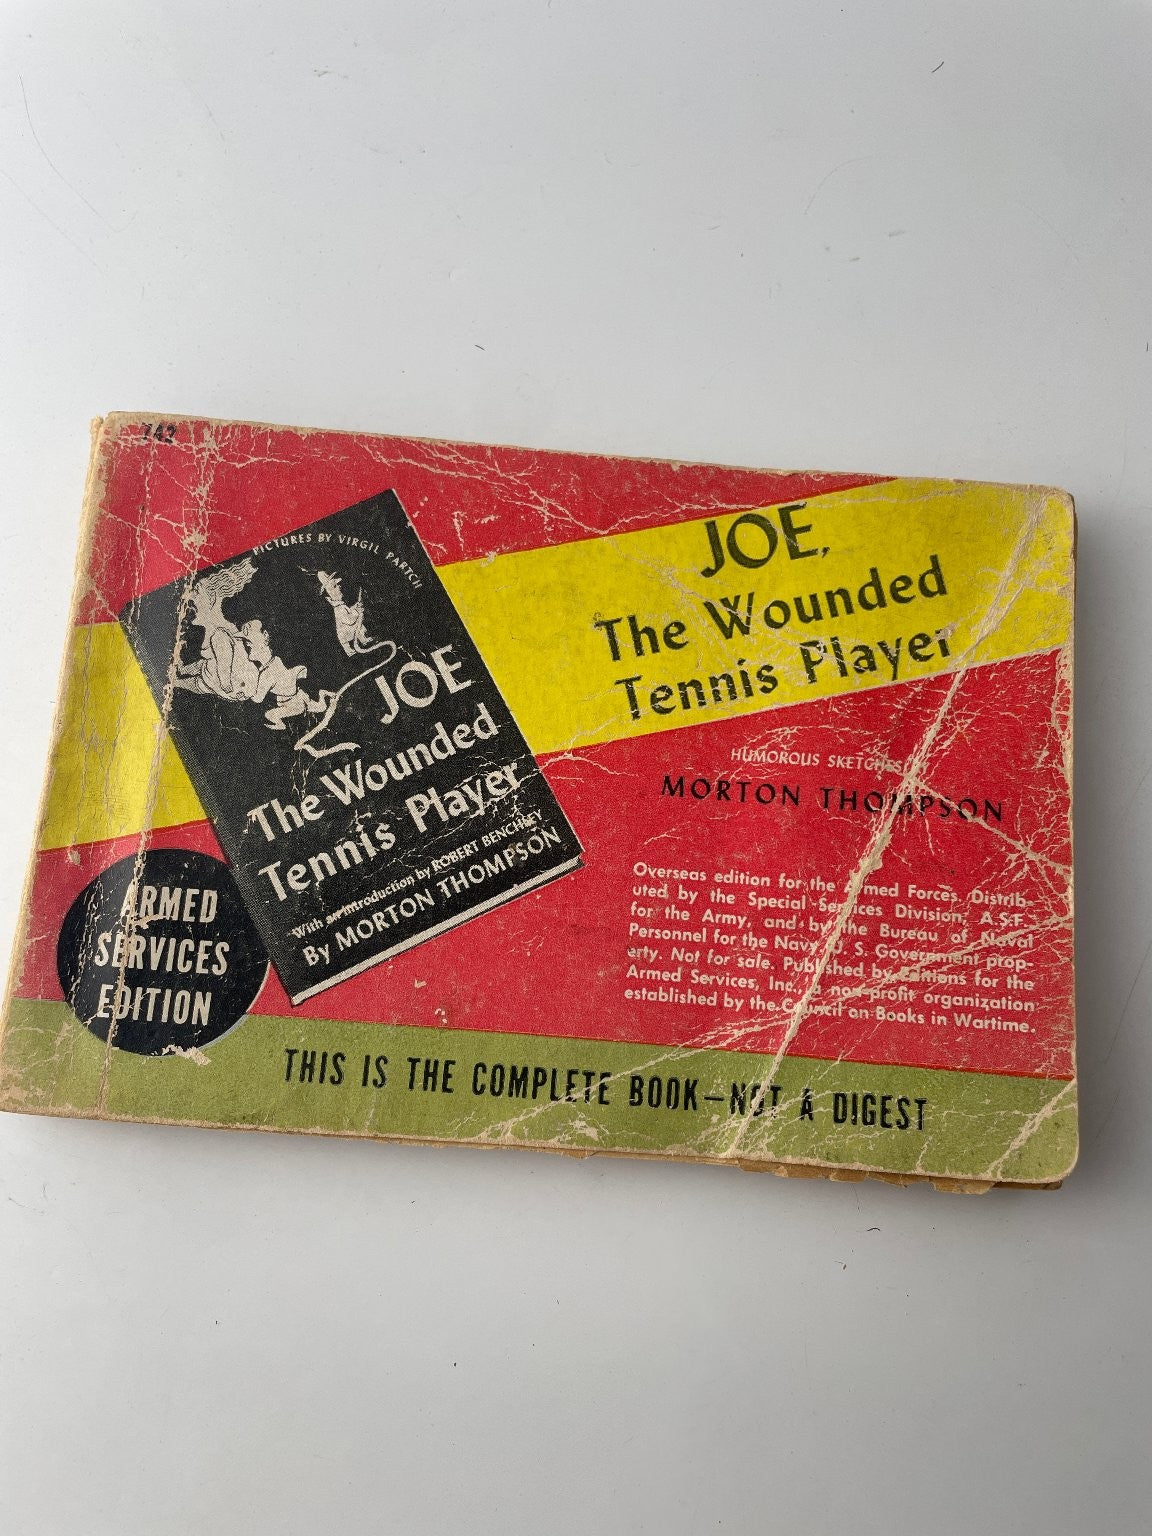 742
PICTURES BY VIRGIL PARTCH
JOE
The Wounded
Tennis Player
With an introduction by ROBERT BENCHLEY
By MORTON THOMPSON
JOE,
The Wounded
Tennis Player
HUMOROUS SKETCHES
MORTON THOMPSON
Overseas edition for the Armed Forces. Distrib-
uted by the Special Services Division, A.S.F.,
for the Army, and by the Bureau of Naval
Personnel for the Navy. U. S. Government prop-
erty. Not for sale. Published by Editions for the
Armed Services, Inc., a non-profit organization
established by the Council on Books in Wartime.
ARMED
SERVICES
EDITION
THIS IS THE COMPLETE BOOK—NOT A DIGEST